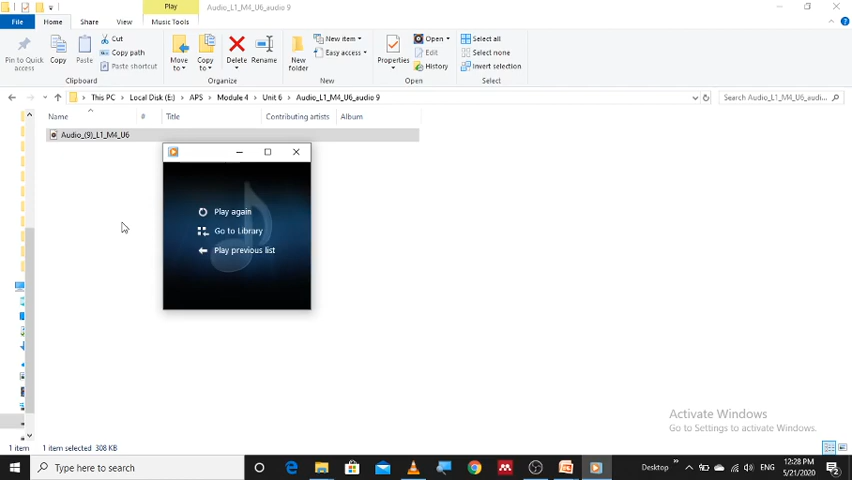 Play
Audio_L1_M4_U6_audio 9
File Home Share View Music Tools
Pin to Quick access
Copy
Paste
Cut
Copy path
Paste shortcut
Move to
Copy to
Delete
Rename
New folder
New item
Easy access
Properties
Open
Edit
History
Select all
Select none
Invert selection
Clipboard Organize New Open Select
This PC › Local Disk (E:) › APS › Module 4 › Unit 6 › Audio_L1_M4_U6_audio 9
Search Audio_L1_M4_U6_audi...
Name # Title Contributing artists Album
Audio_(9)_L1_M4_U6
Play again
Go to Library
Play previous list
Activate Windows
Go to Settings to activate Windows.
1 item 1 item selected 308 KB
Type here to search
Desktop
ENG
12:28 PM
5/21/2020
2